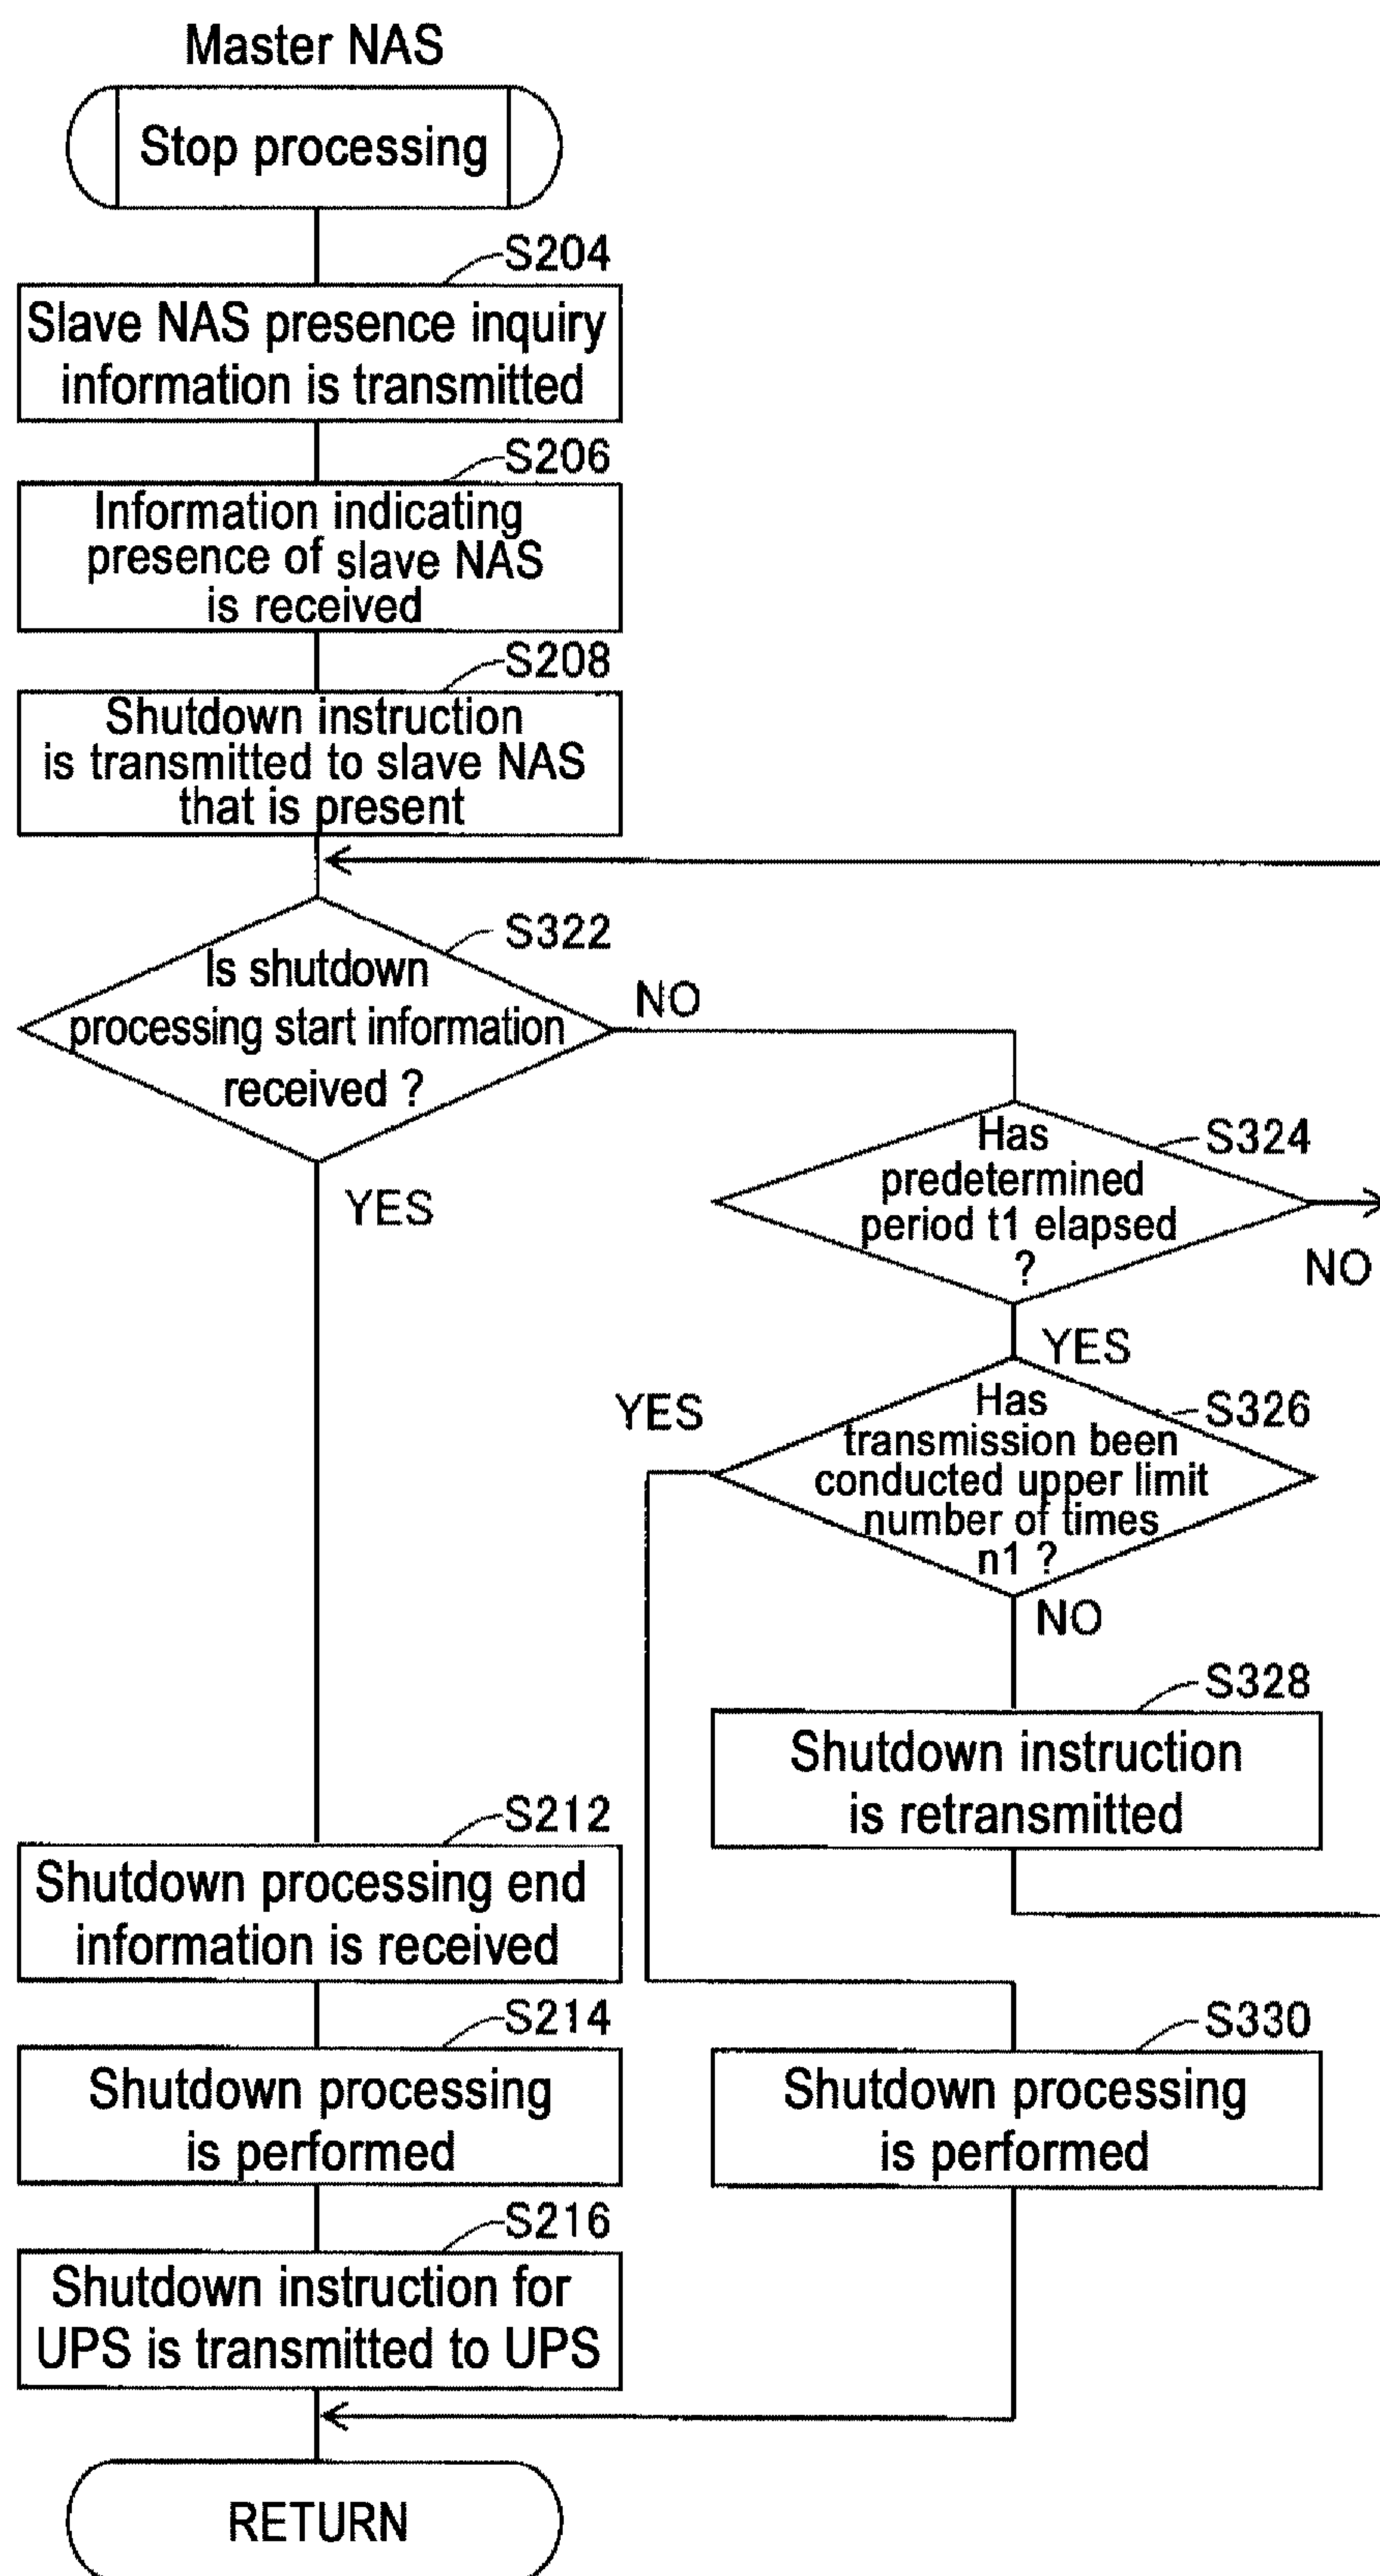 Master NAS
Stop processing
S204
Slave NAS presence inquiry
information is transmitted
S206
Information indicating
presence of slave NAS
is received
S208
Shutdown instruction
is transmitted to slave NAS
that is present
S322
Is shutdown
processing start information
received ?
NO
YES
S324
Has
predetermined
period t1 elapsed
?
NO
YES
S326
Has
transmission been
conducted upper limit
number of times
n1 ?
YES
NO
S328
Shutdown instruction
is retransmitted
S212
Shutdown processing end
information is received
S214
Shutdown processing
is performed
S330
Shutdown processing
is performed
S216
Shutdown instruction for
UPS is transmitted to UPS
RETURN